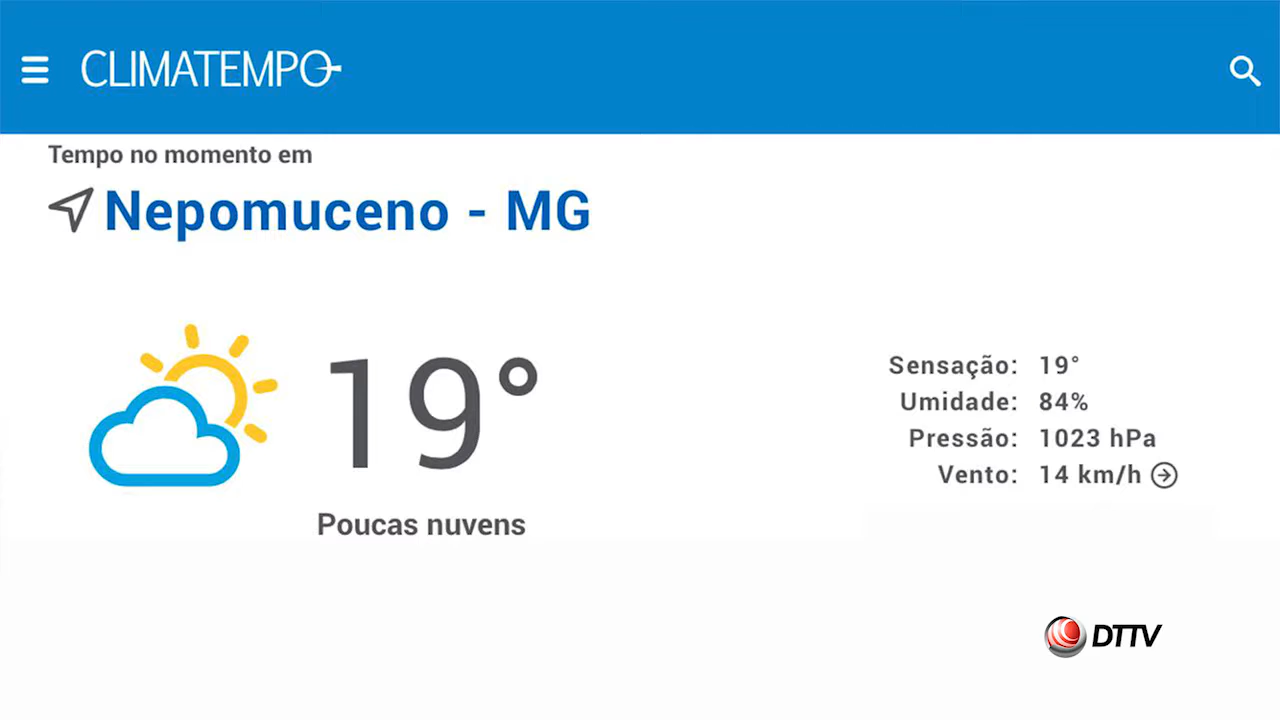 CLIMATEMPO
Tempo no momento em
Nepomuceno - MG
19°
Poucas nuvens
Sensação: 19°
Umidade: 84%
Pressão: 1023 hPa
Vento: 14 km/h
DTTV